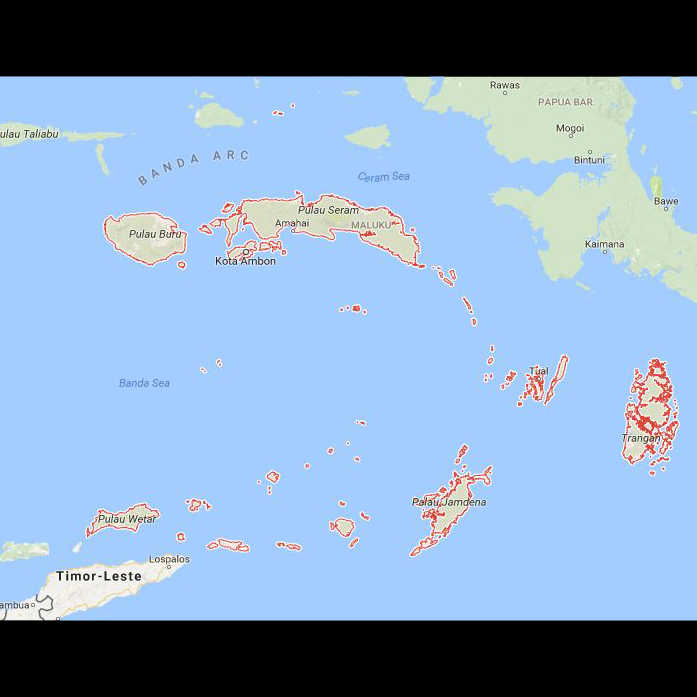 Rawas
PAPUA BAR.
ulau Taliabu
Mogoi
BANDA ARC
Bintuni
Ceram Sea
Bawe
Pulau Seram
Amahai
MALUKU
Pulau Buru
Kaimana
Kota Ambon
Tual
Banda Sea
Trangan
Palau Jamdena
Pulau Wetar
Lospalos
Timor-Leste
ambua